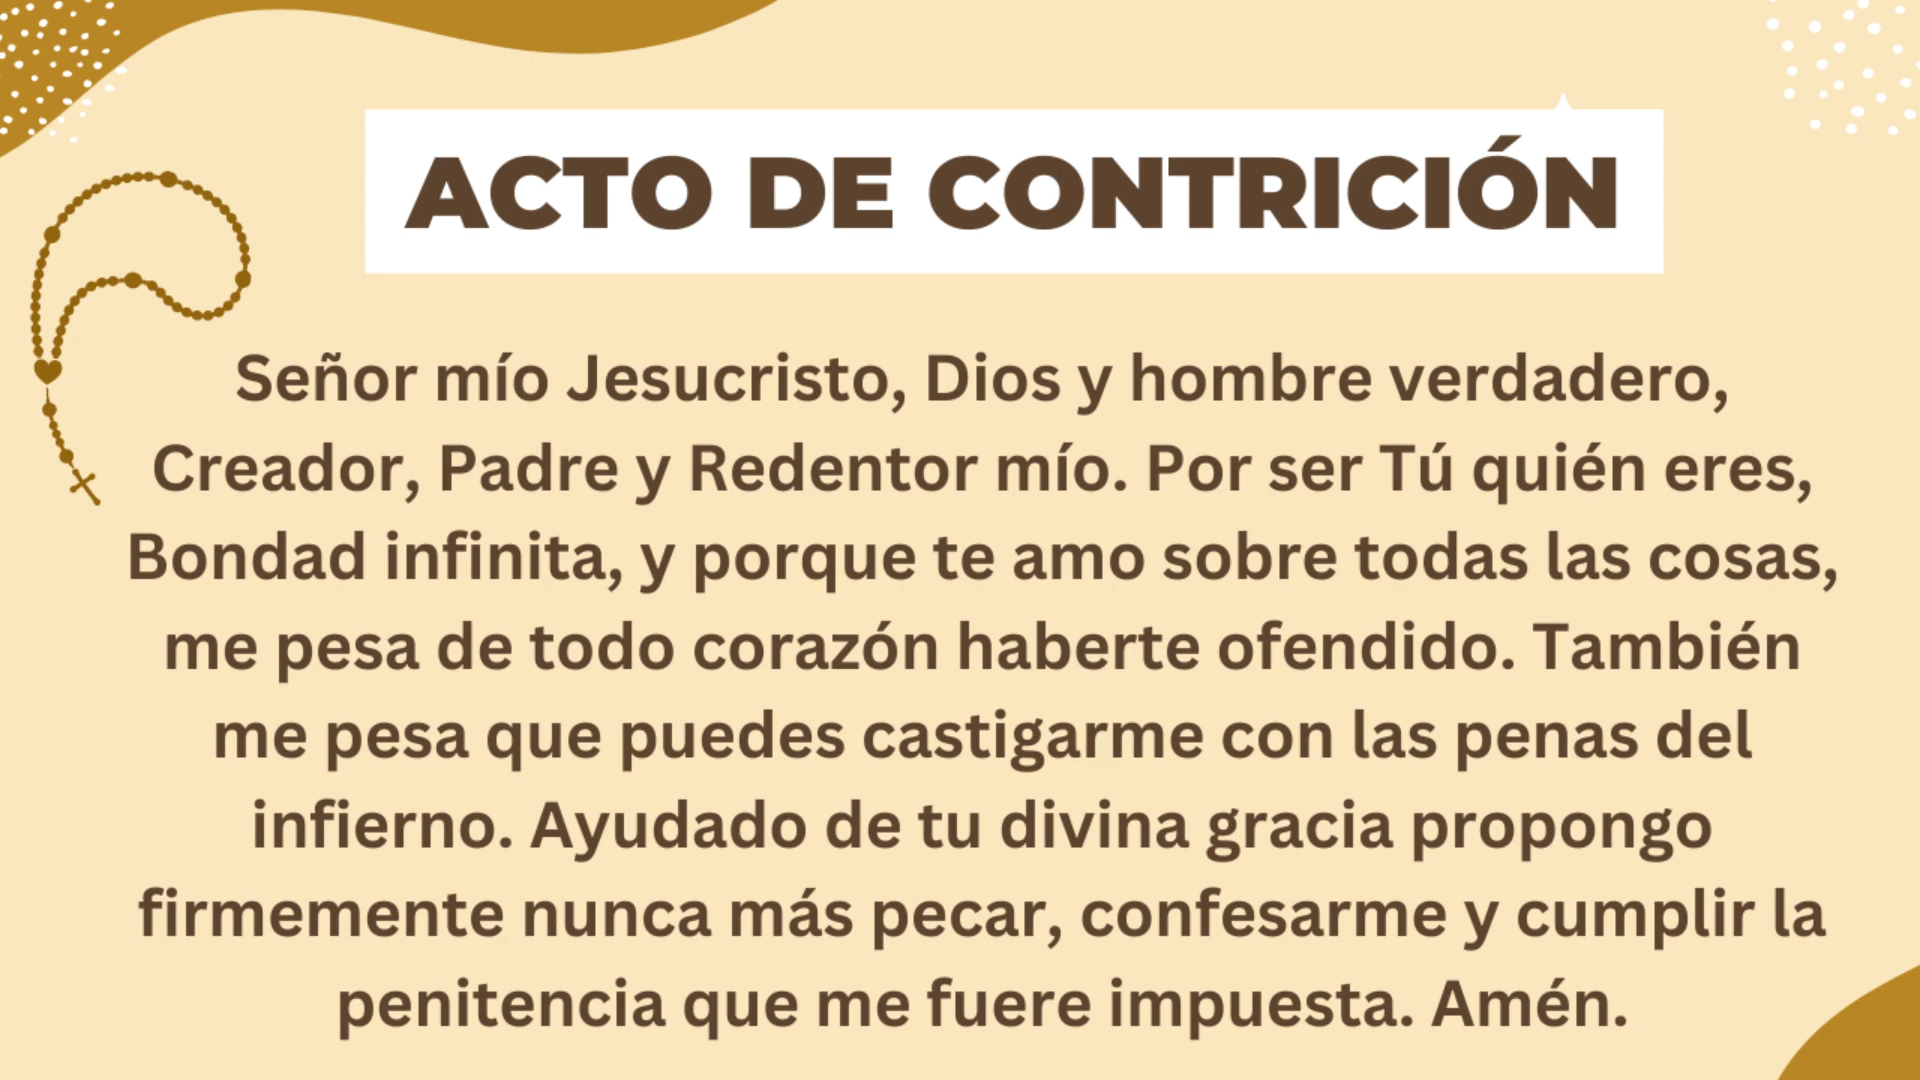 ACTO DE CONTRICIÓN
Señor mío Jesucristo, Dios y hombre verdadero,
Creador, Padre y Redentor mío. Por ser Tú quién eres,
Bondad infinita, y porque te amo sobre todas las cosas,
me pesa de todo corazón haberte ofendido. También
me pesa que puedes castigarme con las penas del
infierno. Ayudado de tu divina gracia propongo
firmemente nunca más pecar, confesarme y cumplir la
penitencia que me fuere impuesta. Amén.